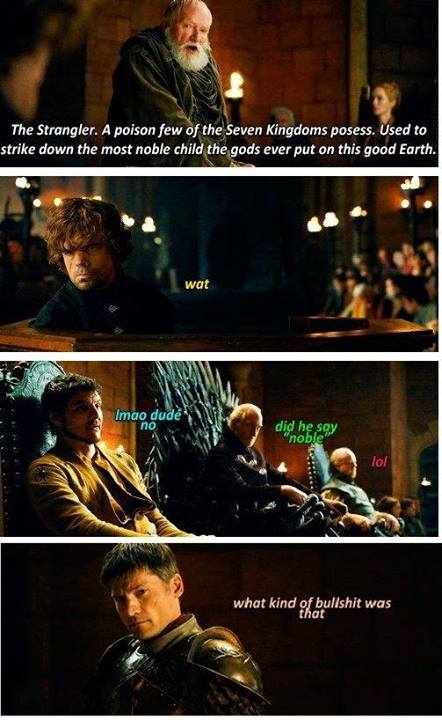 The Strangler. A poison few of the Seven Kingdoms posess. Used to
strike down the most noble child the gods ever put on this good Earth.
wat
lmao dude
no
did he say
"noble"
lol
what kind of bullshit was
that